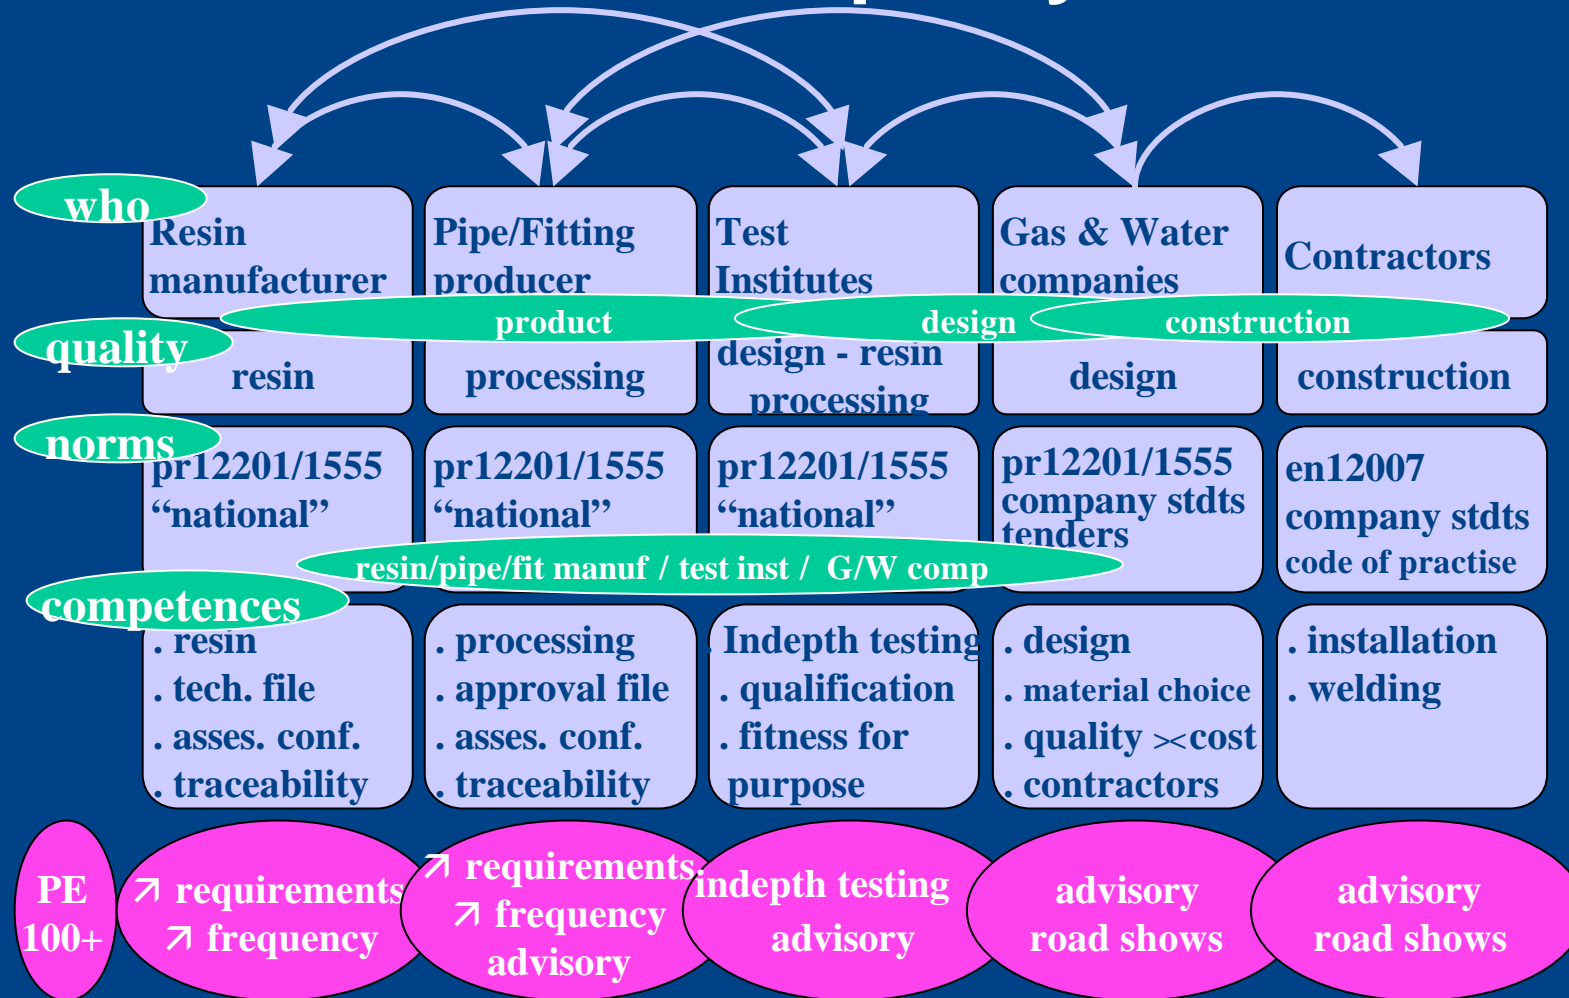 who
Resin
manufacturer
Pipe/Fitting
producer
Test
Institutes
Gas & Water
companies
Contractors
product
design
construction
quality
resin
processing
design - resin
processing
design
construction
norms
pr12201/1555
“national”
pr12201/1555
“national”
pr12201/1555
“national”
pr12201/1555
company stdts
tenders
en12007
company stdts
code of practise
resin/pipe/fit manuf / test inst / G/W comp
competences
. resin
. tech. file
. asses. conf.
. traceability
. processing
. approval file
. asses. conf.
. traceability
. Indepth testing
. qualification
. fitness for
purpose
. design
. material choice
. quality ><cost
. contractors
. installation
. welding
PE
100+
↗ requirements
↗ frequency
↗ requirements
↗ frequency
advisory
indepth testing
advisory
advisory
road shows
advisory
road shows